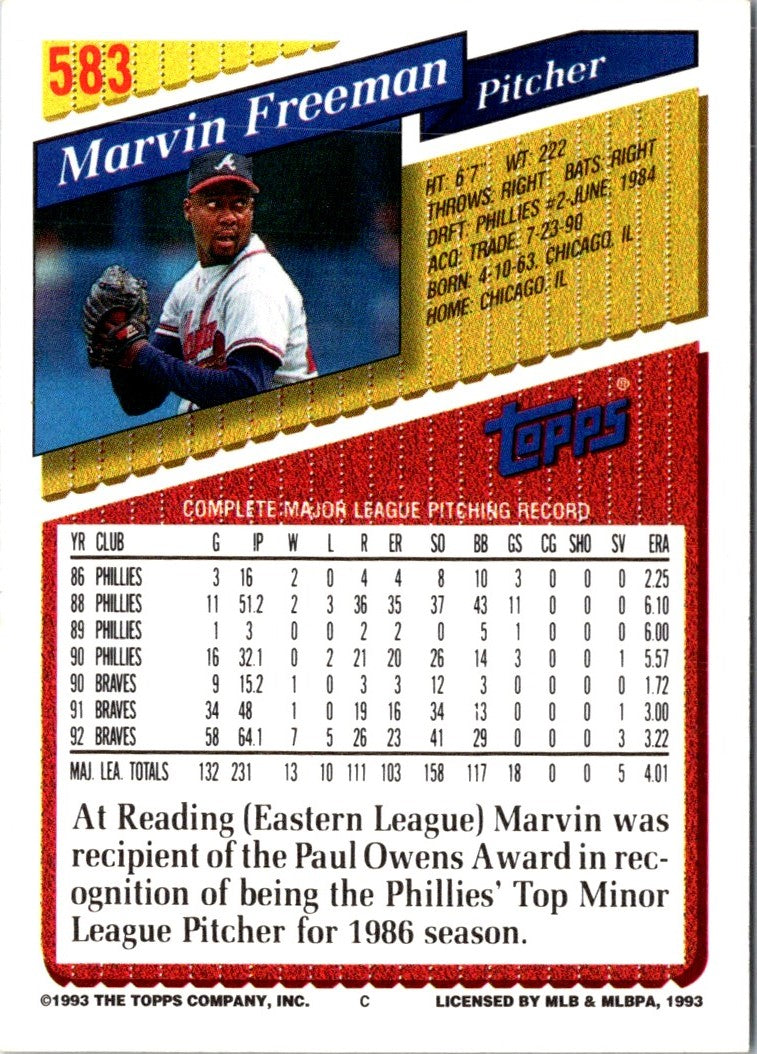 583
Marvin Freeman
Pitcher
HT: 6'7" WT: 222
THROWS: RIGHT BATS: RIGHT
DRFT: PHILLIES #2-JUNE, 1984
ACQ: TRADE, 7-23-90
BORN: 4-10-63, CHICAGO, IL
HOME: CHICAGO, IL
TOPPS®
COMPLETE MAJOR LEAGUE PITCHING RECORD
YR CLUB G IP W L R ER SO BB GS CG SHO SV ERA
86 PHILLIES 3 16 2 0 4 4 8 10 3 0 0 0 2.25
88 PHILLIES 11 51.2 2 3 36 35 37 43 11 0 0 0 6.10
89 PHILLIES 1 3 0 0 2 2 0 5 1 0 0 0 6.00
90 PHILLIES 16 32.1 0 2 21 20 26 14 3 0 0 1 5.57
90 BRAVES 9 15.2 1 0 3 3 12 3 0 0 0 0 1.72
91 BRAVES 34 48 1 0 19 16 34 13 0 0 0 1 3.00
92 BRAVES 58 64.1 7 5 26 23 41 29 0 0 0 3 3.22
MAJ. LEA. TOTALS 132 231 13 10 111 103 158 117 18 0 0 5 4.01
At Reading (Eastern League) Marvin was
recipient of the Paul Owens Award in rec-
ognition of being the Phillies' Top Minor
League Pitcher for 1986 season.
©1993 THE TOPPS COMPANY, INC. C LICENSED BY MLB & MLBPA, 1993